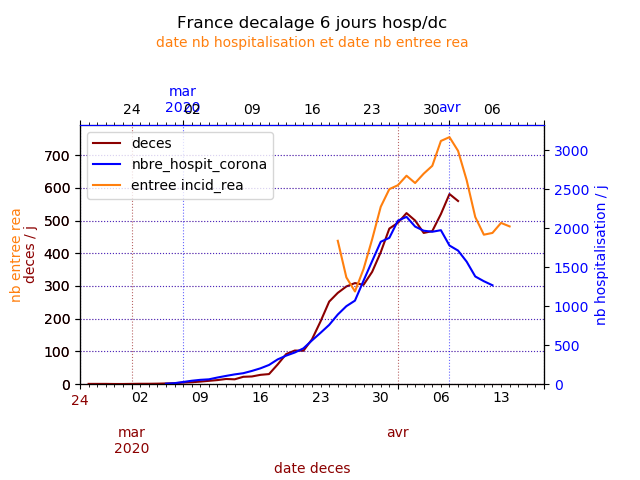 France decalage 6 jours hosp/dc
date nb hospitalisation et date nb entree rea
mar
2020
avr
24 02 09 16 23 30 06
deces
nbre_hospit_corona
entree incid_rea
700
600
500
400
300
200
100
0
3000
2500
2000
1500
1000
500
0
nb entree rea
deces / j
nb hospitalisation / j
24 02 09 16 23 30 06 13
mar
2020
avr
date deces